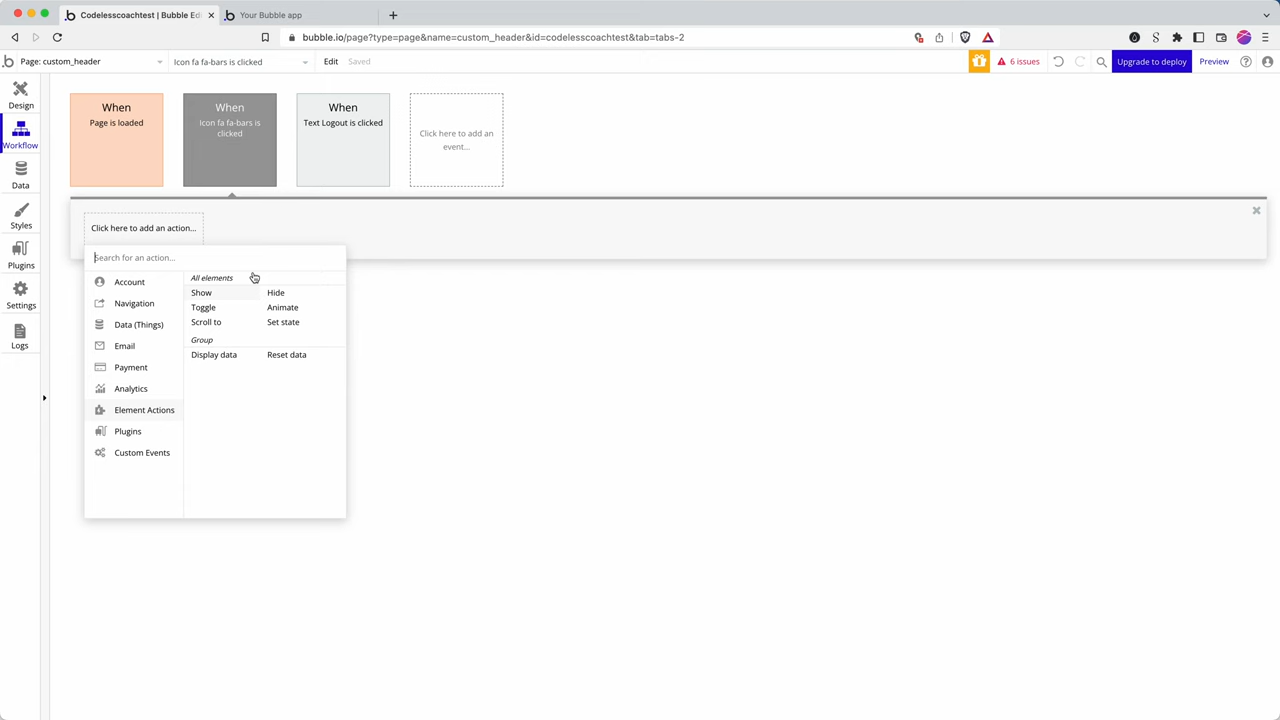 Codelesscoachtest | Bubble Ed
Your Bubble app
bubble.io/page?type=page&name=custom_header&id=codelesscoachtest&tab=tabs-2
Page: custom_header
Icon fa fa-bars is clicked
Edit
Saved
6 issues
Upgrade to deploy
Preview
Design
Workflow
Data
Styles
Plugins
Settings
Logs
When
Page is loaded
When
Icon fa fa-bars is
clicked
When
Text Logout is clicked
Click here to add an
event...
Click here to add an action...
Search for an action...
Account
Navigation
Data (Things)
Email
Payment
Analytics
Element Actions
Plugins
Custom Events
All elements
Show
Hide
Toggle
Animate
Scroll to
Set state
Group
Display data
Reset data